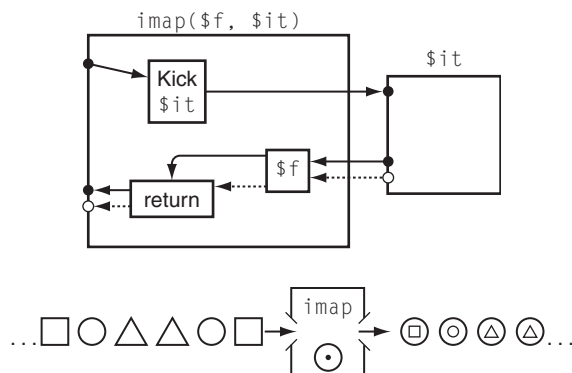 imap($f, $it)
$it
Kick
$it
$f
return
imap
...
...